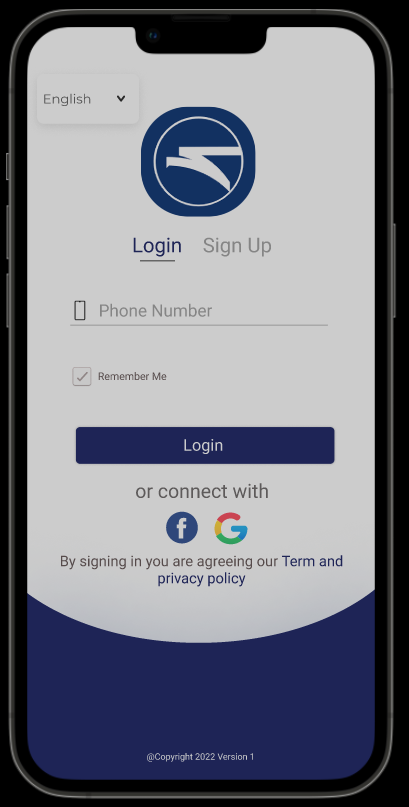 English
Login Sign Up
Phone Number
Remember Me
Login
or connect with
By signing in you are agreeing our Term and
privacy policy
@Copyright 2022 Version 1